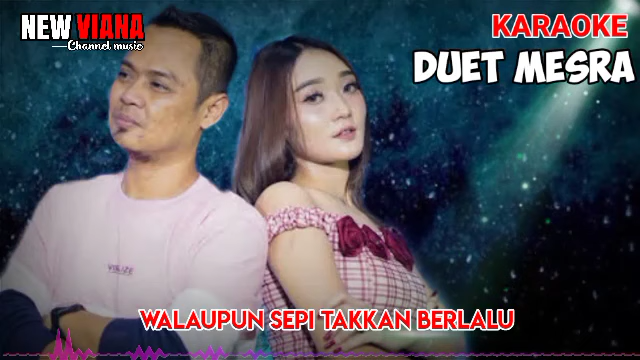 NEW VIANA
Channel music
KARAOKE
DUET MESRA
WALAUPUN SEPI TAKKAN BERLALU